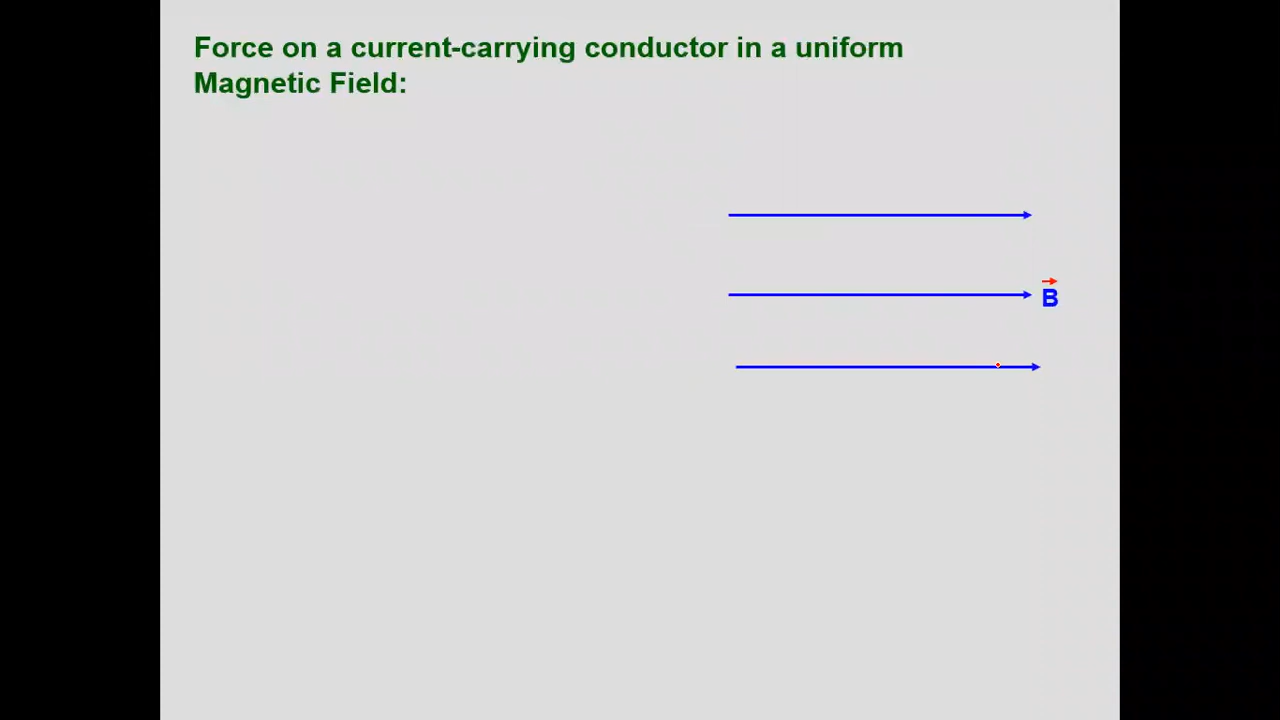 Force on a current-carrying conductor in a uniform
Magnetic Field:
B